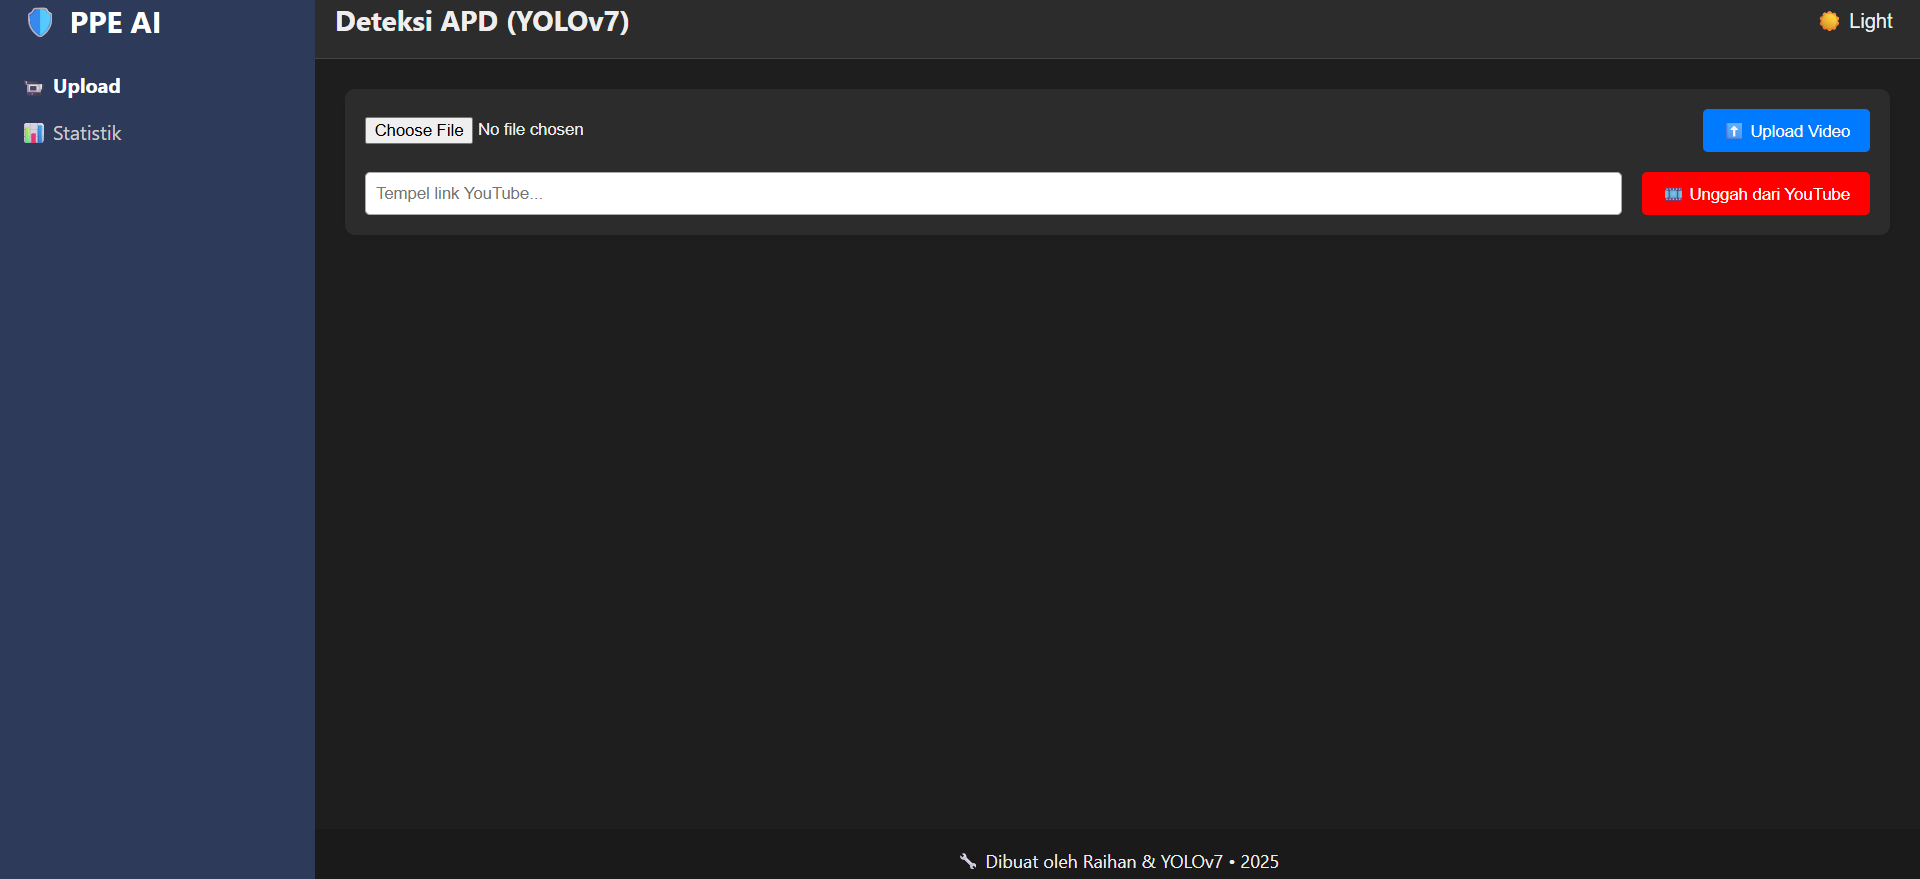 PPE AI
Upload
Statistik
Deteksi APD (YOLOv7)
Light
Choose File No file chosen
Upload Video
Tempel link YouTube...
Unggah dari YouTube
Dibuat oleh Raihan & YOLOv7 • 2025